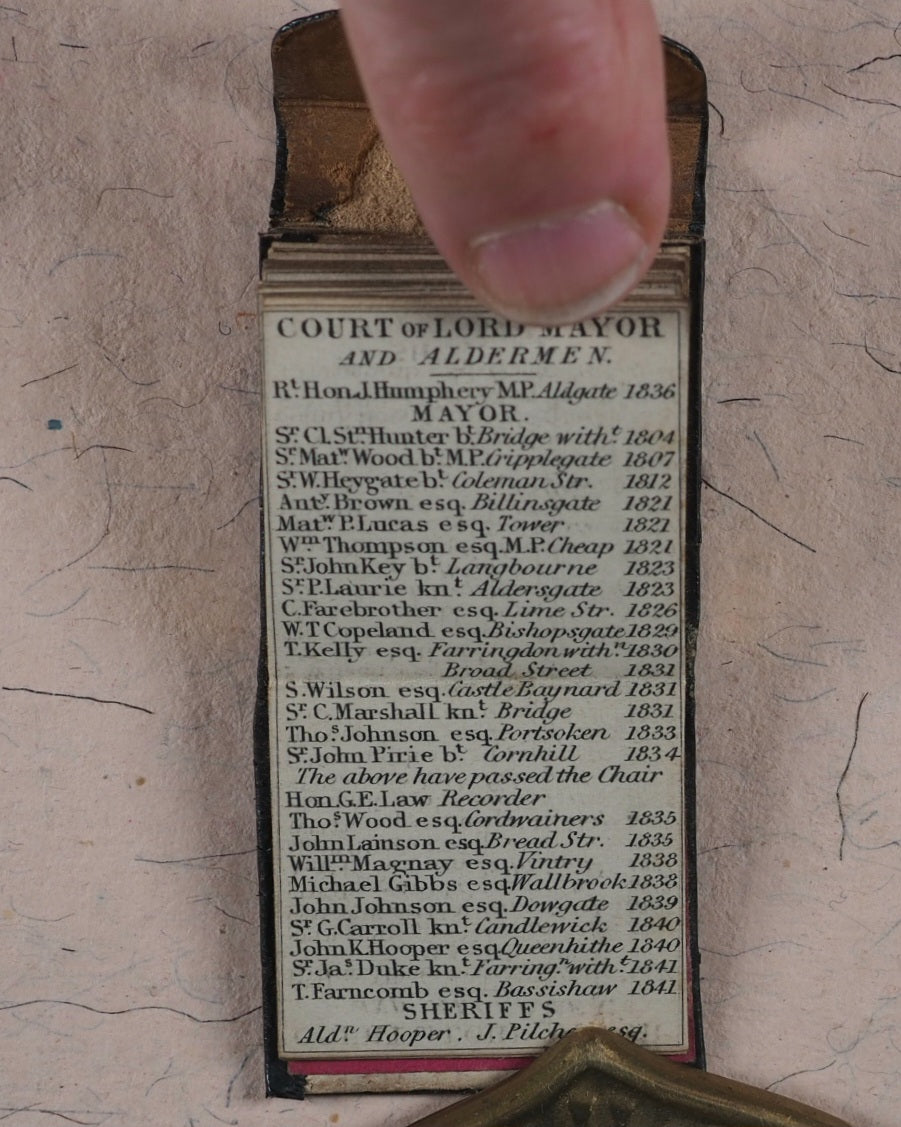 COURT OF LORD MAYOR
AND ALDERMEN.
Rt. Hon. J. Humphery M.P. Aldgate 1836
MAYOR.
Sr. Cl. Stn. Hunter bt. Bridge witht. 1804
Sr. Matw. Wood bt. M.P. Cripplegate 1807
Sr. W. Heygate bt. Coleman Str. 1812
Anty. Brown esq. Billinsgate 1821
Matw. P. Lucas esq. Tower 1821
Wm Thompson esq. M.P. Cheap 1821
Sr. John Key bt. Langbourne 1823
Sr. P. Laurie knt. Aldersgate 1823
C. Farebrother esq. Lime Str. 1826
W. T Copeland esq. Bishopsgate 1829
T. Kelly esq. Farringdon withn. 1830
Broad Street 1831
S. Wilson esq. Castle Baynard 1831
Sr. C. Marshall knt. Bridge 1831
Thos. Johnson esq. Portsoken 1833
Sr. John Pirie bt. Cornhill 1834
The above have passed the Chair
Hon. G. E. Law Recorder
Thos. Wood esq. Cordwainers 1835
John Lainson esq. Bread Str. 1835
Willm. Magnay esq. Vintry 1838
Michael Gibbs esq. Wallbrook 1838
John Johnson esq. Dowgate 1839
Sr. G. Carroll knt. Candlewick 1840
John K. Hooper esq Queenhithe 1840
Sr. Jas. Duke knt. Farring.n witht. 1841
T. Farncomb esq. Bassishaw 1841
SHERIFFS
Aldn. Hooper. J. esq.